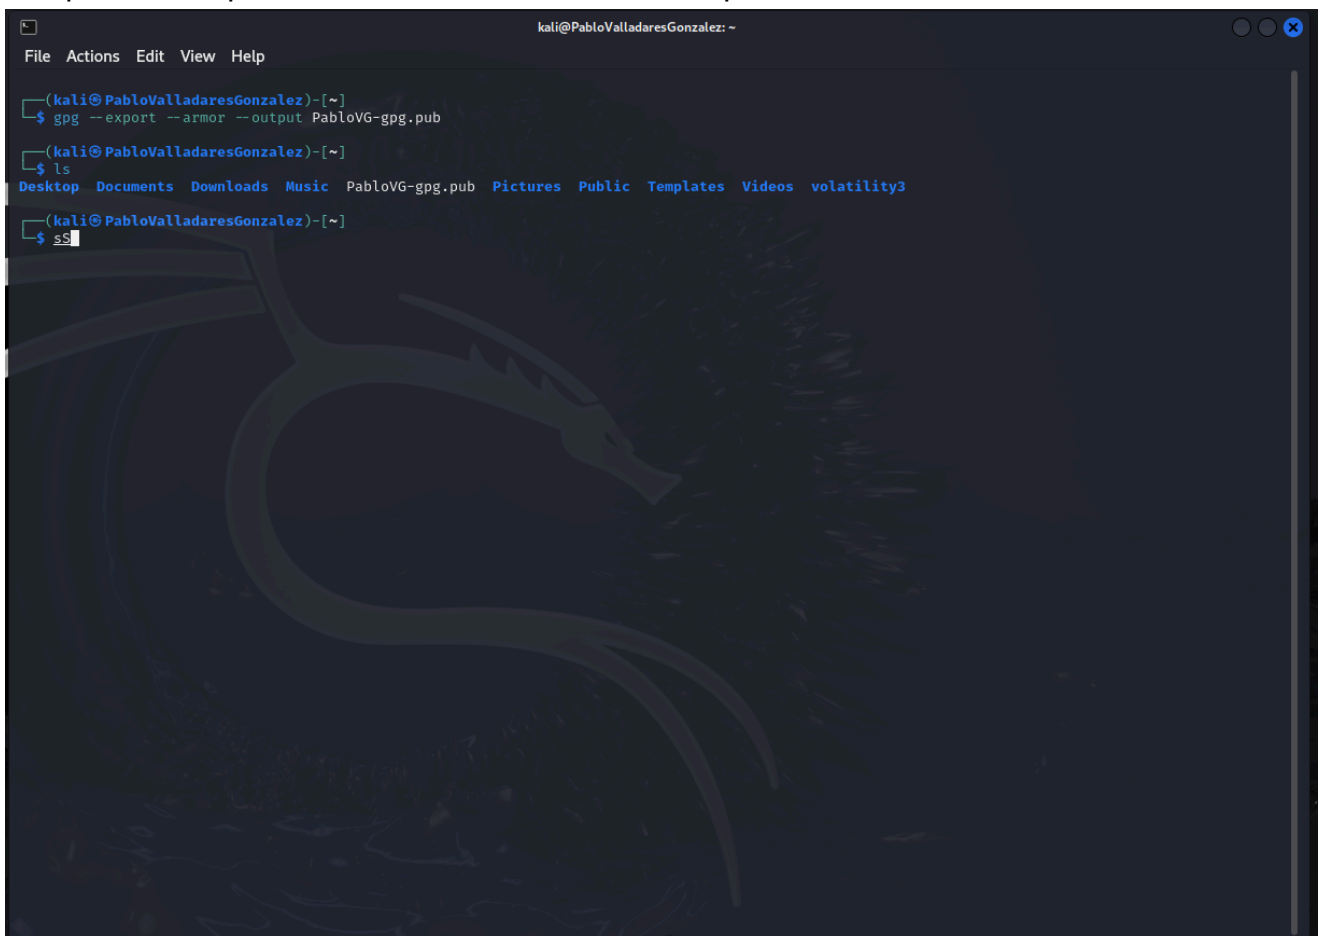 kali@PabloValladaresGonzalez: ~
File Actions Edit View Help
┌──(kali㉿PabloValladaresGonzalez)-[~]
└─$ gpg --export --armor --output PabloVG-gpg.pub
┌──(kali㉿PabloValladaresGonzalez)-[~]
└─$ ls
Desktop Documents Downloads Music PabloVG-gpg.pub Pictures Public Templates Videos volatility3
┌──(kali㉿PabloValladaresGonzalez)-[~]
└─$ sS